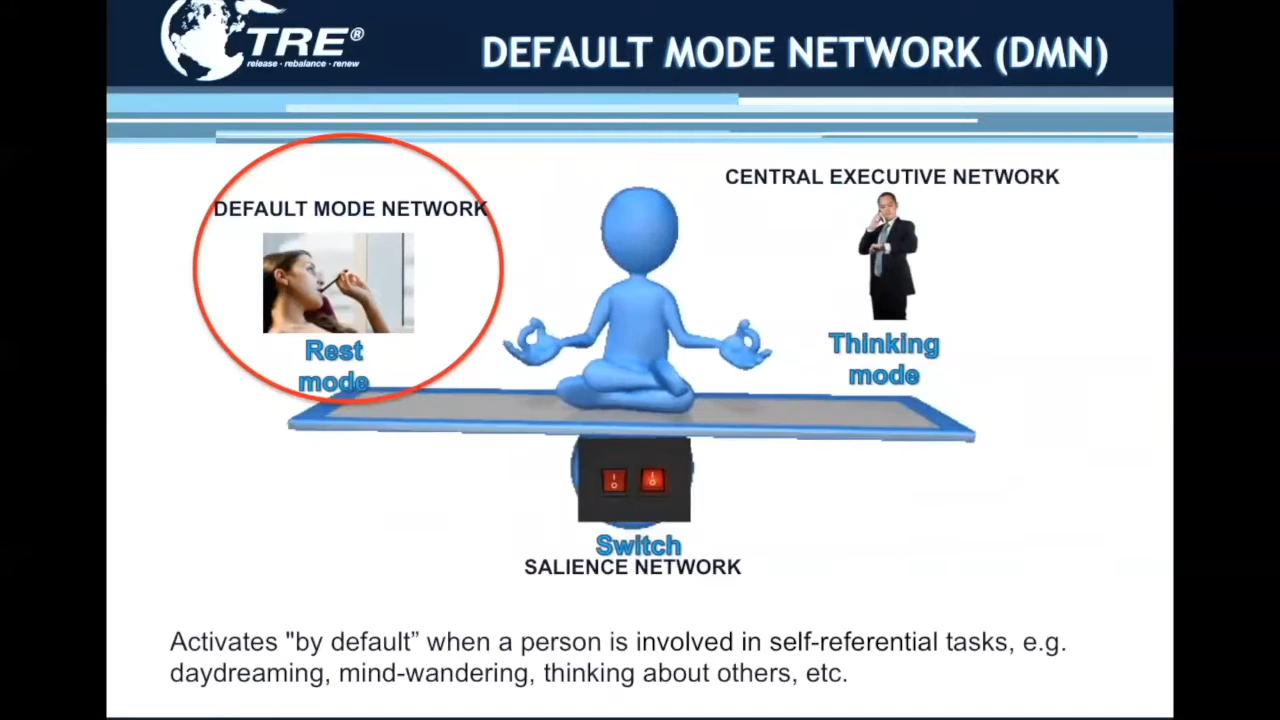 TRE®
release · rebalance · renew
DEFAULT MODE NETWORK (DMN)
DEFAULT MODE NETWORK
Rest
mode
CENTRAL EXECUTIVE NETWORK
Thinking
mode
Switch
SALIENCE NETWORK
Activates "by default” when a person is involved in self-referential tasks, e.g.
daydreaming, mind-wandering, thinking about others, etc.